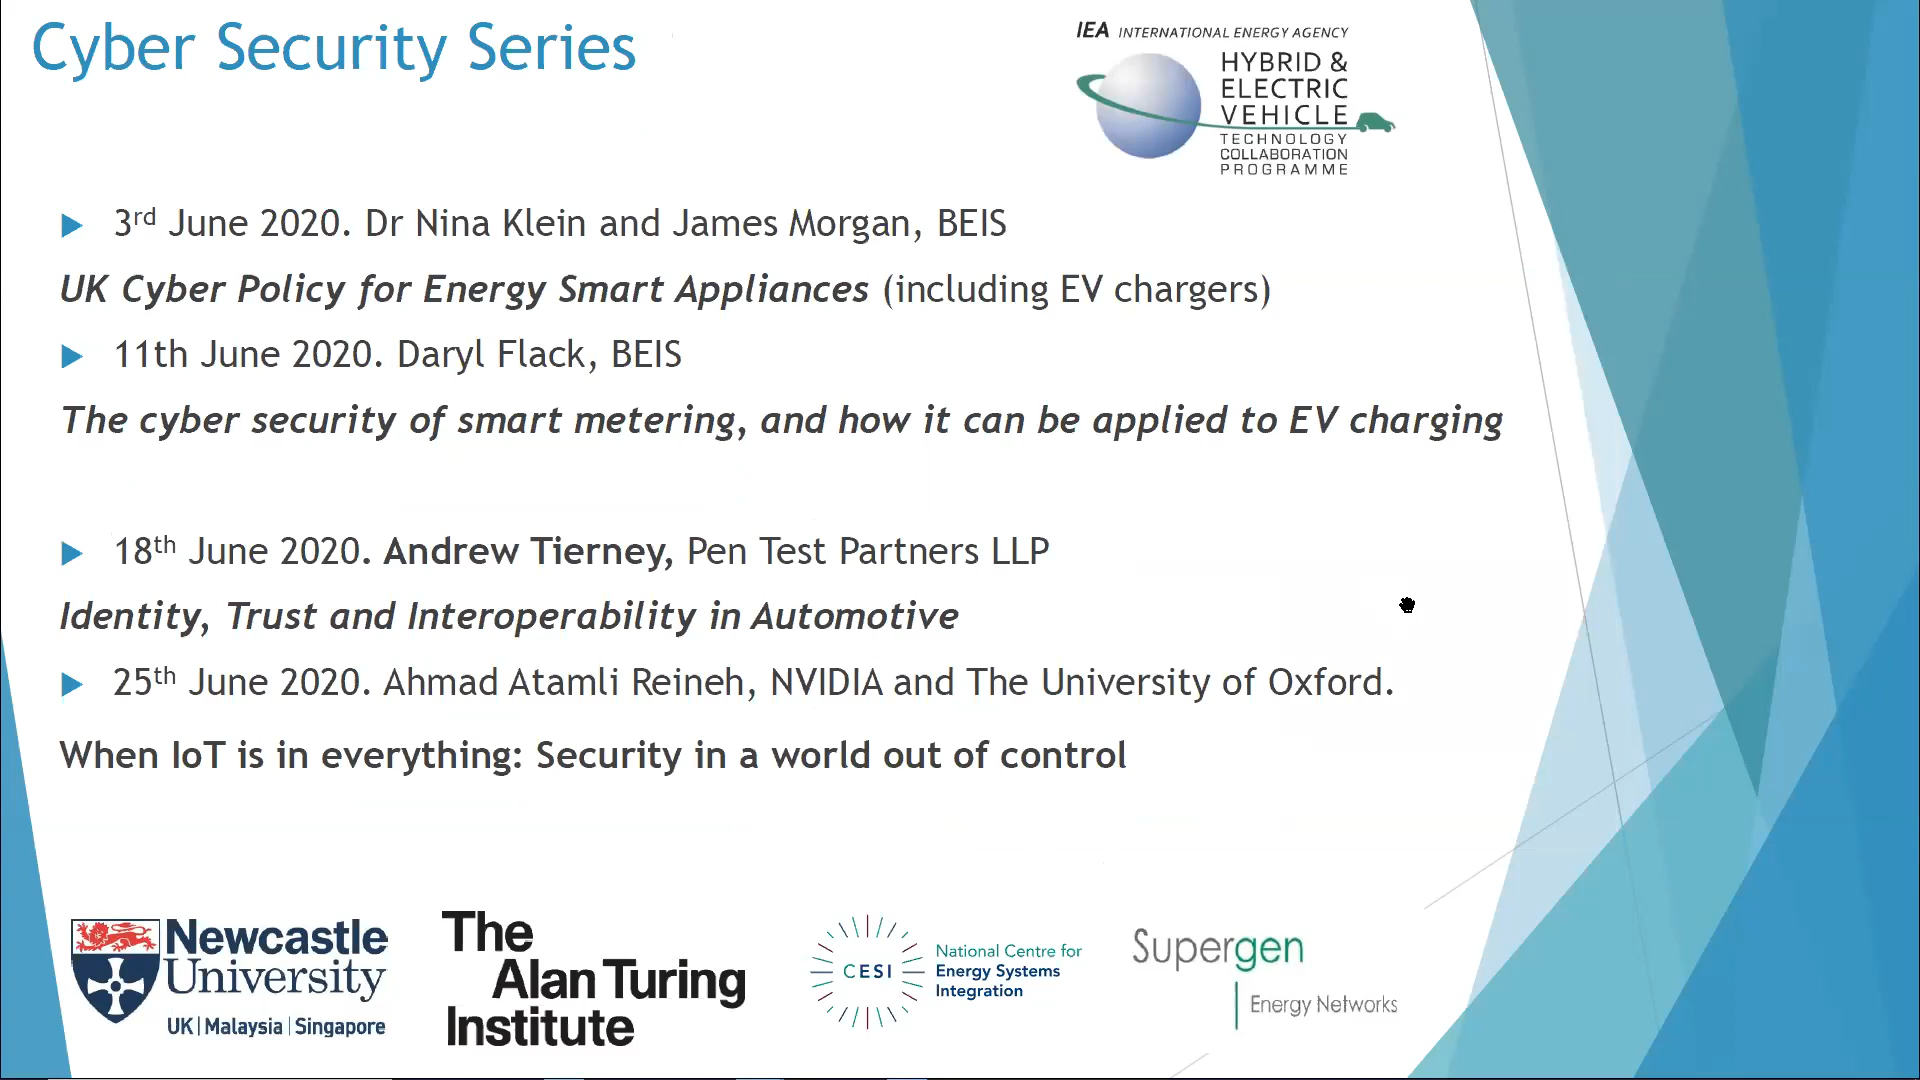 Cyber Security Series
IEA INTERNATIONAL ENERGY AGENCY
HYBRID &
ELECTRIC
VEHICLE
TECHNOLOGY
COLLABORATION
PROGRAMME
3rd June 2020. Dr Nina Klein and James Morgan, BEIS
UK Cyber Policy for Energy Smart Appliances (including EV chargers)
11th June 2020. Daryl Flack, BEIS
The cyber security of smart metering, and how it can be applied to EV charging
18th June 2020. Andrew Tierney, Pen Test Partners LLP
Identity, Trust and Interoperability in Automotive
25th June 2020. Ahmad Atamli Reineh, NVIDIA and The University of Oxford.
When IoT is in everything: Security in a world out of control
Newcastle
University
UK | Malaysia | Singapore
The
Alan Turing
Institute
CESI
National Centre for
Energy Systems
Integration
Supergen
Energy Networks